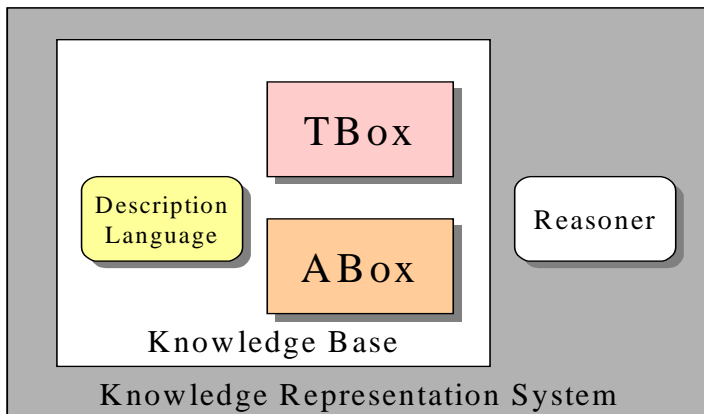 TBox
Description
Language
Reasoner
ABox
Knowledge Base
Knowledge Representation System